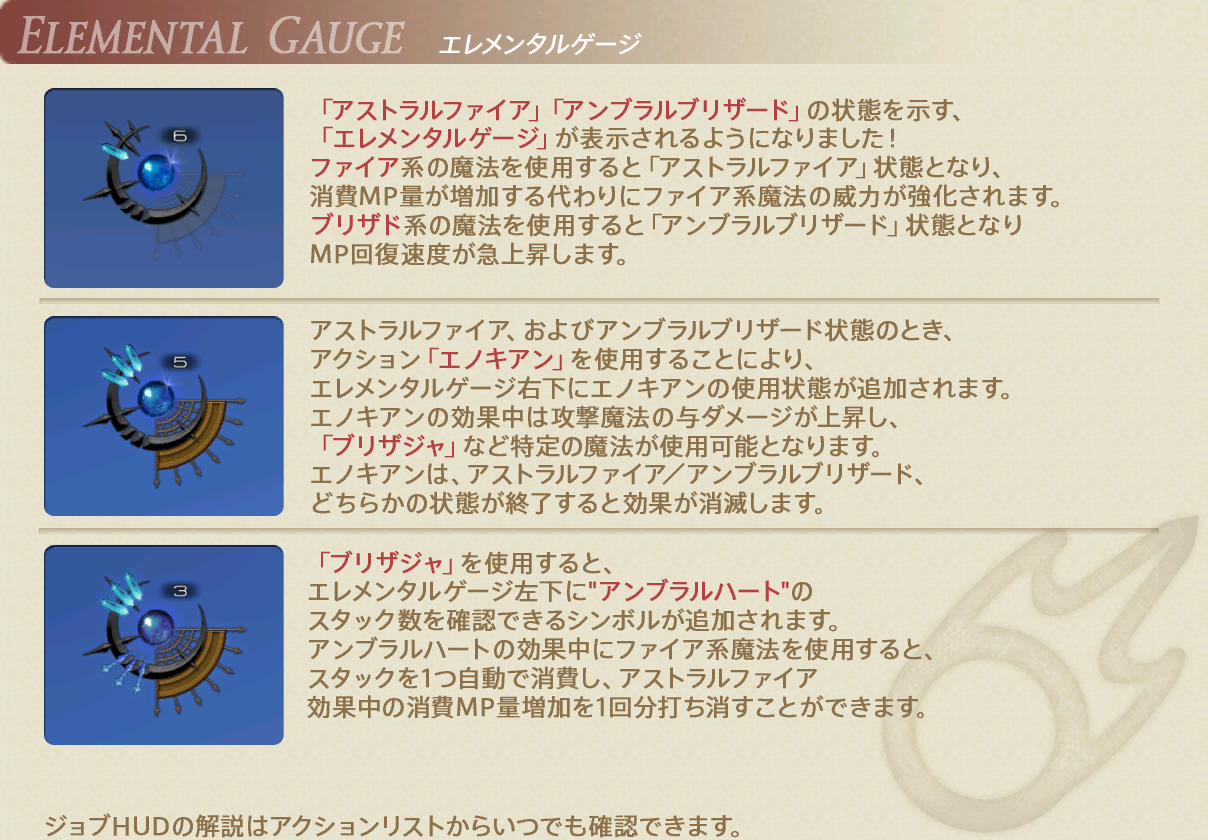 ELEMENTAL GAUGE エレメンタルゲージ
6
「アストラルファイア」「アンブラルブリザード」の状態を示す、
「エレメンタルゲージ」が表示されるようになりました！
ファイア系の魔法を使用すると「アストラルファイア」状態となり、
消費MP量が増加する代わりにファイア系魔法の威力が強化されます。
ブリザド系の魔法を使用すると「アンブラルブリザード」状態となり
MP回復速度が急上昇します。
5
アストラルファイア、およびアンブラルブリザード状態のとき、
アクション「エノキアン」を使用することにより、
エレメンタルゲージ右下にエノキアンの使用状態が追加されます。
エノキアンの効果中は攻撃魔法の与ダメージが上昇し、
「ブリザジャ」など特定の魔法が使用可能となります。
エノキアンは、アストラルファイア／アンブラルブリザード、
どちらかの状態が終了すると効果が消滅します。
3
「ブリザジャ」を使用すると、
エレメンタルゲージ左下に"アンブラルハート"の
スタック数を確認できるシンボルが追加されます。
アンブラルハートの効果中にファイア系魔法を使用すると、
スタックを1つ自動で消費し、アストラルファイア
効果中の消費MP量増加を1回分打ち消すことができます。
ジョブHUDの解説はアクションリストからいつでも確認できます。